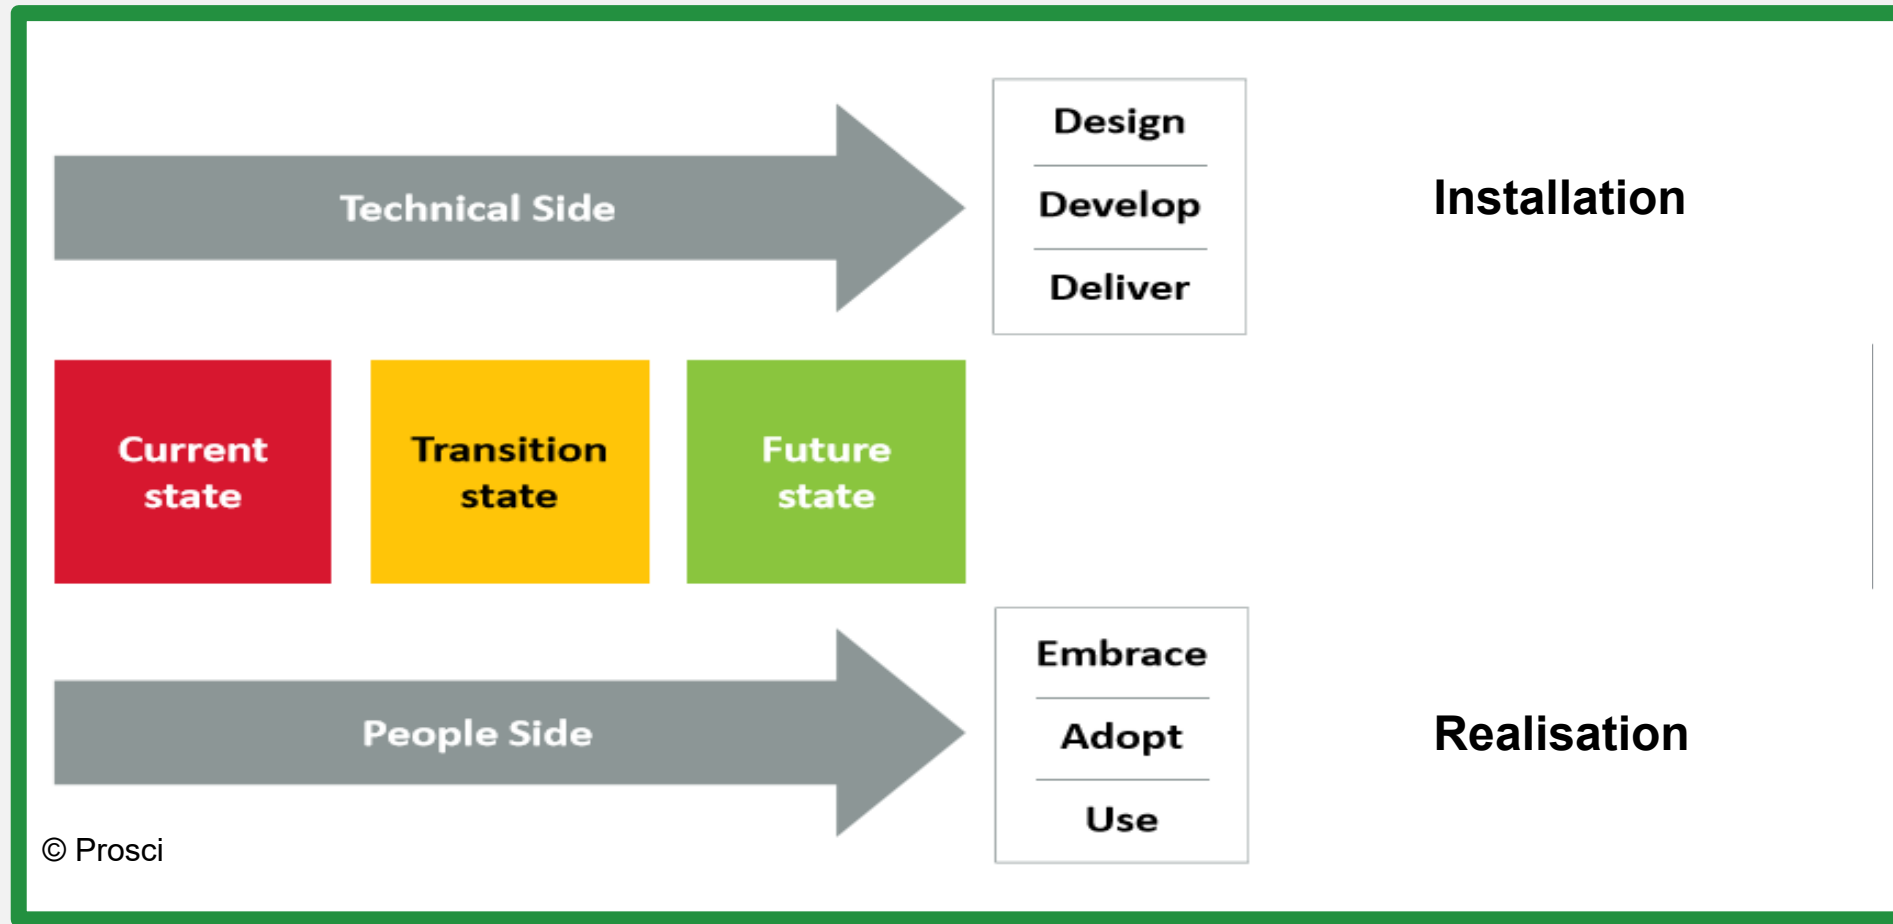 Design
Technical Side
Develop
Installation
Deliver
Current
state
Transition
state
Future
state
Embrace
People Side
Adopt
Realisation
Use
© Prosci